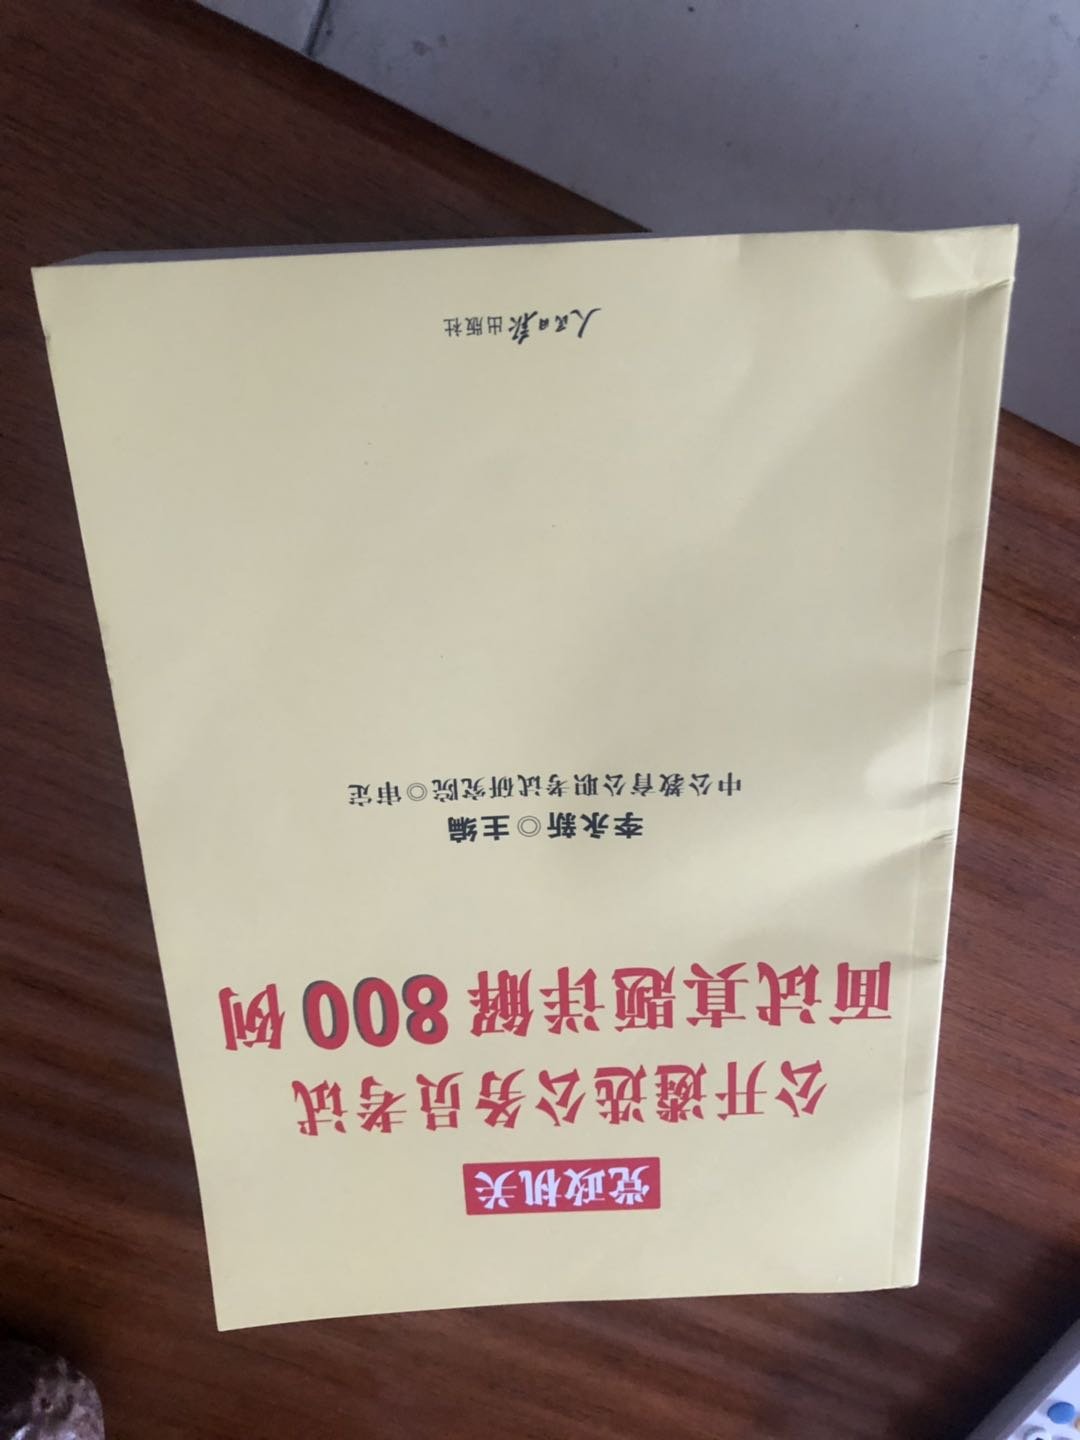 党政机关
公开遴选公务员考试
面试真题详解800例
李永新◎主编
中公教育公职考试研究院◎审定
人民日报出版社